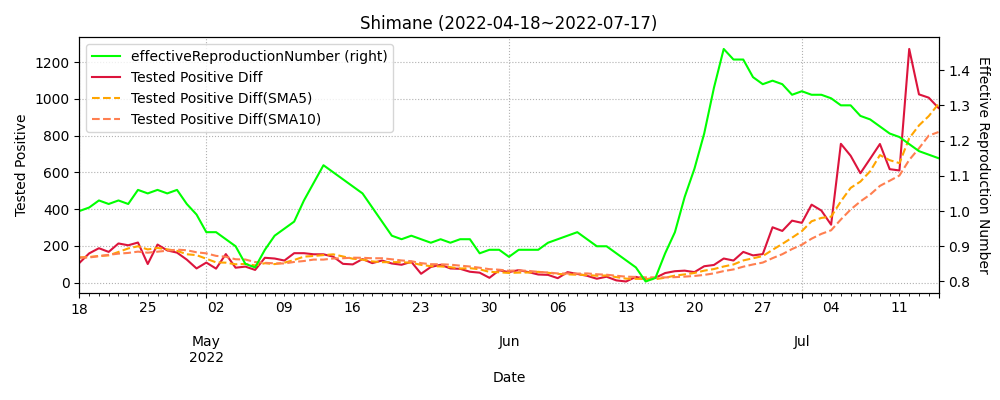 Shimane (2022-04-18~2022-07-17)
effectiveReproductionNumber (right)
Tested Positive Diff
Tested Positive Diff(SMA5)
Tested Positive Diff(SMA10)
Tested Positive
1200
1000
800
600
400
200
0
1.4
1.3
1.2
1.1
1.0
0.9
0.8
Effective Reproduction Number
18 25 02 09 16 23 30 06 13 20 27 04 11
May Jun Jul
2022
Date